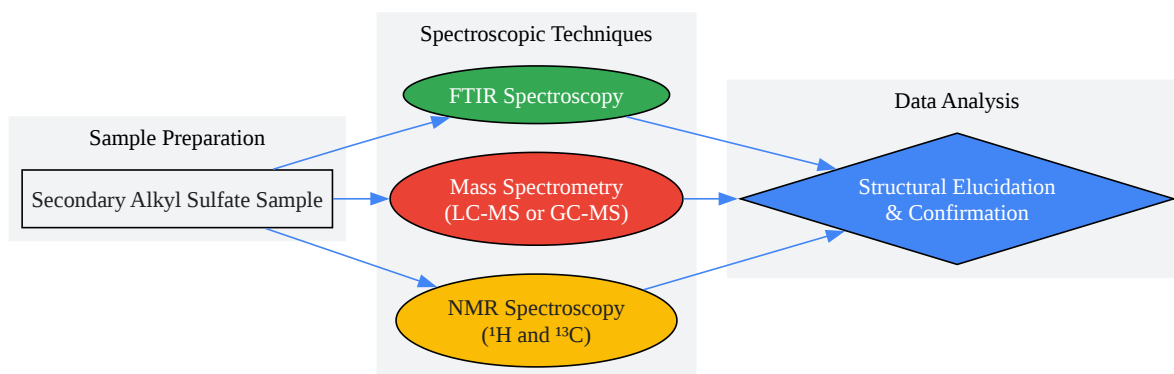 Spectroscopic Techniques
FTIR Spectroscopy
Data Analysis
Sample Preparation
Secondary Alkyl Sulfate Sample
Mass Spectrometry
(LC-MS or GC-MS)
Structural Elucidation
& Confirmation
NMR Spectroscopy
(¹H and ¹³C)